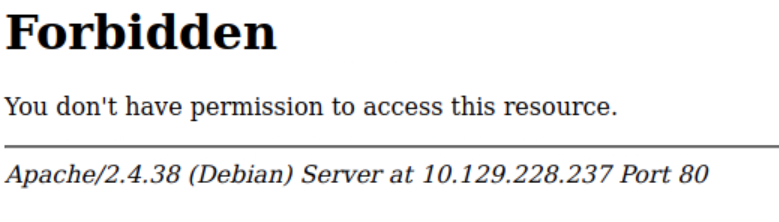 Forbidden
You don't have permission to access this resource.
Apache/2.4.38 (Debian) Server at 10.129.228.237 Port 80